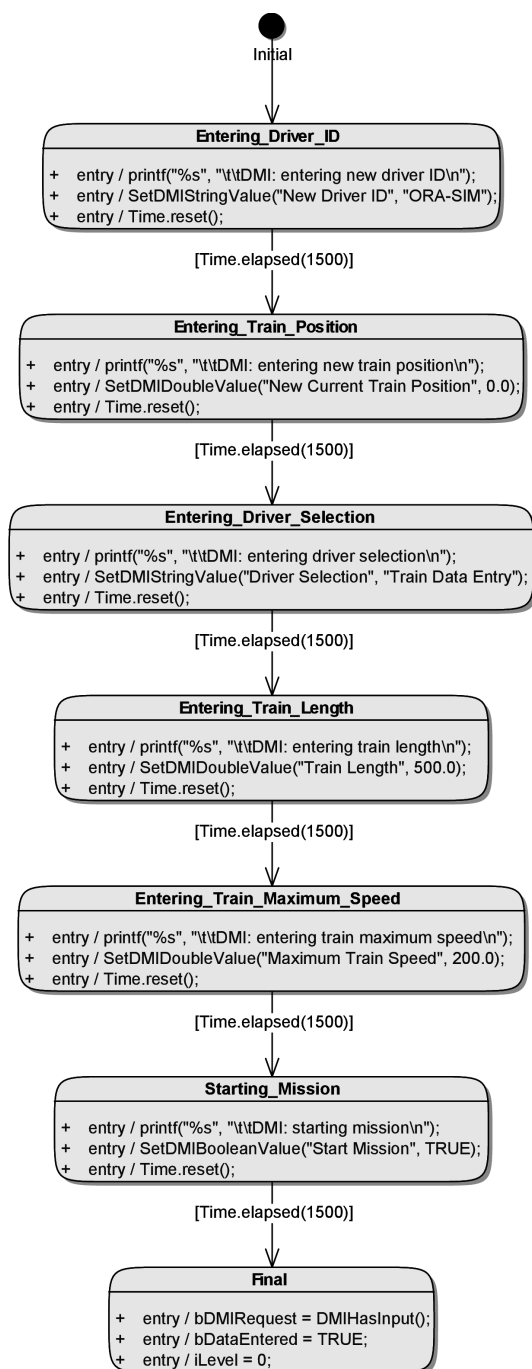 Initial
Entering_Driver_ID
+ entry / printf("%s", "\t\tDMI: entering new driver ID\n");
+ entry / SetDMIStringValue("New Driver ID", "ORA-SIM");
+ entry / Time.reset();
[Time.elapsed(1500)]
Entering_Train_Position
+ entry / printf("%s", "\t\tDMI: entering new train position\n");
+ entry / SetDMIDoubleValue("New Current Train Position", 0.0);
+ entry / Time.reset();
[Time.elapsed(1500)]
Entering_Driver_Selection
+ entry / printf("%s", "\t\tDMI: entering driver selection\n");
+ entry / SetDMIStringValue("Driver Selection", "Train Data Entry");
+ entry / Time.reset();
[Time.elapsed(1500)]
Entering_Train_Length
+ entry / printf("%s", "\t\tDMI: entering train length\n");
+ entry / SetDMIDoubleValue("Train Length", 500.0);
+ entry / Time.reset();
[Time.elapsed(1500)]
Entering_Train_Maximum_Speed
+ entry / printf("%s", "\t\tDMI: entering train maximum speed\n");
+ entry / SetDMIDoubleValue("Maximum Train Speed", 200.0);
+ entry / Time.reset();
[Time.elapsed(1500)]
Starting_Mission
+ entry / printf("%s", "\t\tDMI: starting mission\n");
+ entry / SetDMIBooleanValue("Start Mission", TRUE);
+ entry / Time.reset();
[Time.elapsed(1500)]
Final
+ entry / bDMIRequest = DMIHasInput();
+ entry / bDataEntered = TRUE;
+ entry / iLevel = 0;